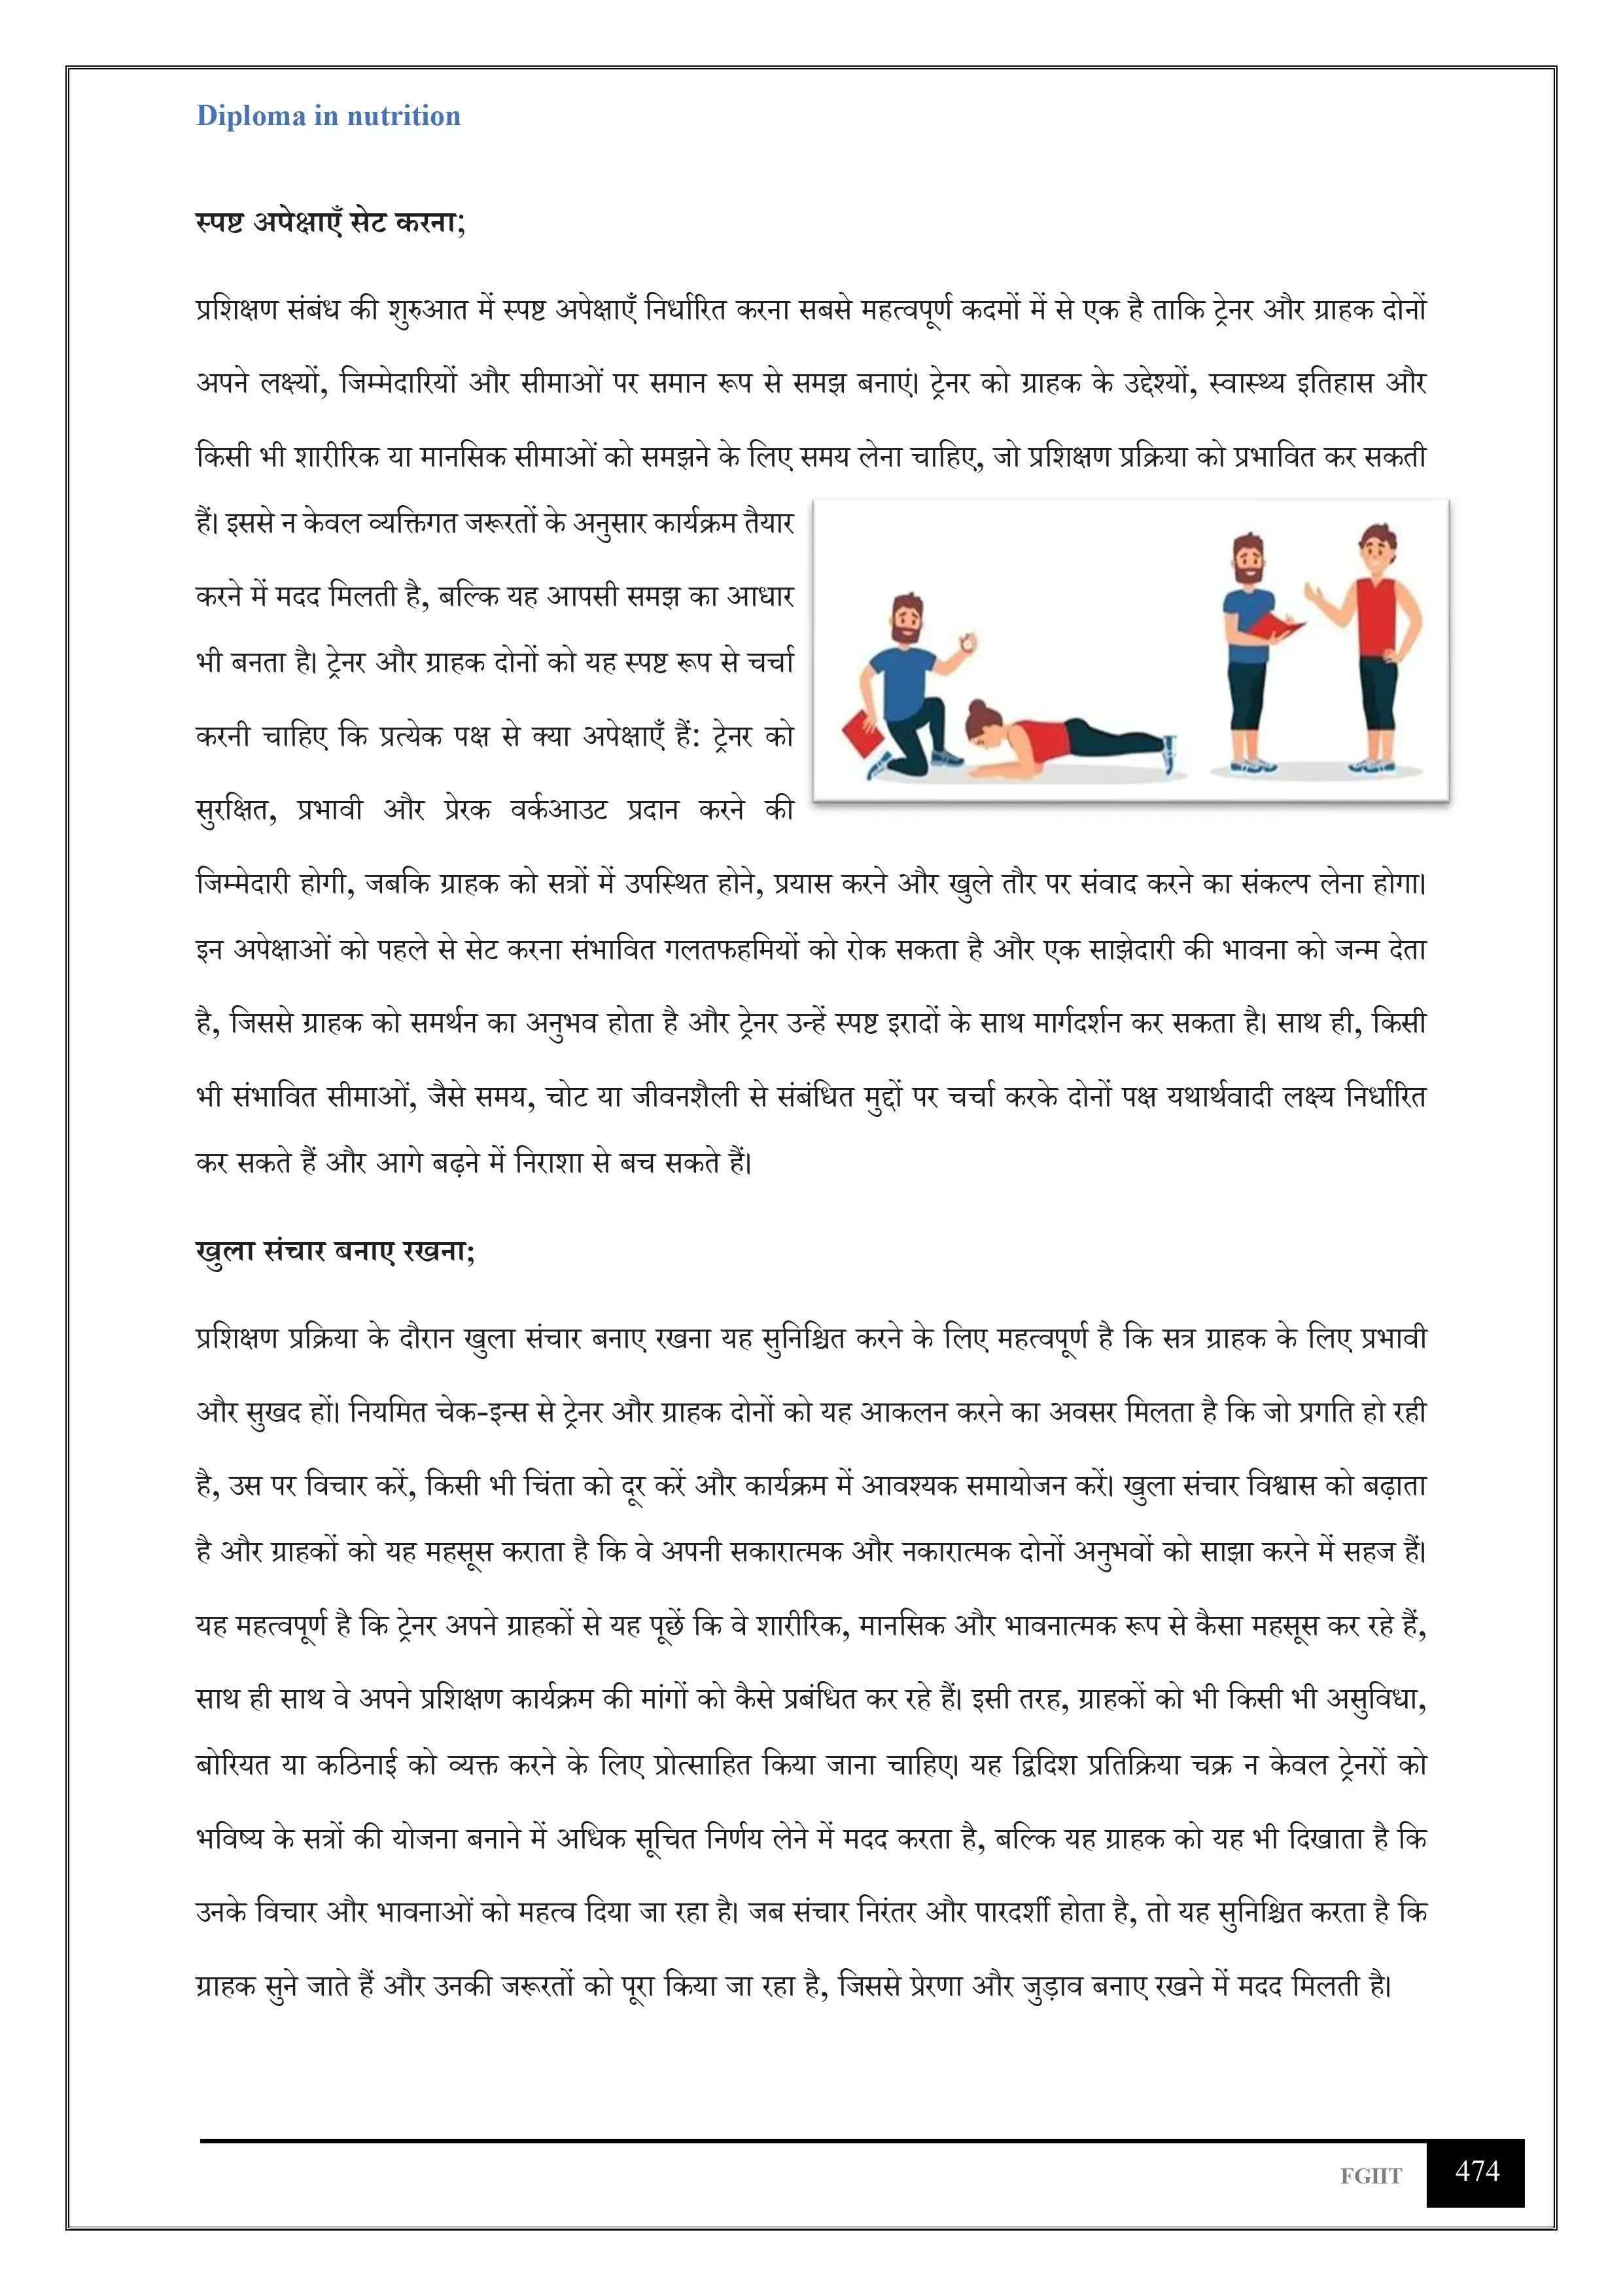 Diploma in nutrition
स्पष्ट अपेक्षाएँ सेट करना;
प्रशिक्षण संबंध की शुरुआत में स्पष्ट अपेक्षाएँ निर्धारित करना सबसे महत्वपूर्ण कदमों में से एक है ताकि ट्रेनर और ग्राहक दोनों
अपने लक्ष्यों, जिम्मेदारियों और सीमाओं पर समान रूप से समझ बनाएं। ट्रेनर को ग्राहक के उद्देश्यों, स्वास्थ्य इतिहास और
किसी भी शारीरिक या मानसिक सीमाओं को समझने के लिए समय लेना चाहिए, जो प्रशिक्षण प्रक्रिया को प्रभावित कर सकती
हैं। इससे न केवल व्यक्तिगत जरूरतों के अनुसार कार्यक्रम तैयार
करने में मदद मिलती है, बल्कि यह आपसी समझ का आधार
भी बनता है। ट्रेनर और ग्राहक दोनों को यह स्पष्ट रूप से चर्चा
करनी चाहिए कि प्रत्येक पक्ष से क्या अपेक्षाएँ हैं: ट्रेनर को
सुरक्षित, प्रभावी और प्रेरक वर्कआउट प्रदान करने की
जिम्मेदारी होगी, जबकि ग्राहक को सत्रों में उपस्थित होने, प्रयास करने और खुले तौर पर संवाद करने का संकल्प लेना होगा।
इन अपेक्षाओं को पहले से सेट करना संभावित गलतफहमियों को रोक सकता है और एक साझेदारी की भावना को जन्म देता
है, जिससे ग्राहक को समर्थन का अनुभव होता है और ट्रेनर उन्हें स्पष्ट इरादों के साथ मार्गदर्शन कर सकता है। साथ ही, किसी
भी संभावित सीमाओं, जैसे समय, चोट या जीवनशैली से संबंधित मुद्दों पर चर्चा करके दोनों पक्ष यथार्थवादी लक्ष्य निर्धारित
कर सकते हैं और आगे बढ़ने में निराशा से बच सकते हैं।
खुला संचार बनाए रखना;
प्रशिक्षण प्रक्रिया के दौरान खुला संचार बनाए रखना यह सुनिश्चित करने के लिए महत्वपूर्ण है कि सत्र ग्राहक के लिए प्रभावी
और सुखद हों। नियमित चेक-इन्स से ट्रेनर और ग्राहक दोनों को यह आकलन करने का अवसर मिलता है कि जो प्रगति हो रही
है, उस पर विचार करें, किसी भी चिंता को दूर करें और कार्यक्रम में आवश्यक समायोजन करें। खुला संचार विश्वास को बढ़ाता
है और ग्राहकों को यह महसूस कराता है कि वे अपनी सकारात्मक और नकारात्मक दोनों अनुभवों को साझा करने में सहज हैं।
यह महत्वपूर्ण है कि ट्रेनर अपने ग्राहकों से यह पूछें कि वे शारीरिक, मानसिक और भावनात्मक रूप से कैसा महसूस कर रहे हैं,
साथ ही साथ वे अपने प्रशिक्षण कार्यक्रम की मांगों को कैसे प्रबंधित कर रहे हैं। इसी तरह, ग्राहकों को भी किसी भी असुविधा,
बोरियत या कठिनाई को व्यक्त करने के लिए प्रोत्साहित किया जाना चाहिए। यह द्विदिश प्रतिक्रिया चक्र न केवल ट्रेनरों को
भविष्य के सत्रों की योजना बनाने में अधिक सूचित निर्णय लेने में मदद करता है, बल्कि यह ग्राहक को यह भी दिखाता है कि
उनके विचार और भावनाओं को महत्व दिया जा रहा है। जब संचार निरंतर और पारदर्शी होता है, तो यह सुनिश्चित करता है कि
ग्राहक सुने जाते हैं और उनकी जरूरतों को पूरा किया जा रहा है, जिससे प्रेरणा और जुड़ाव बनाए रखने में मदद मिलती है।
FGIIT 474